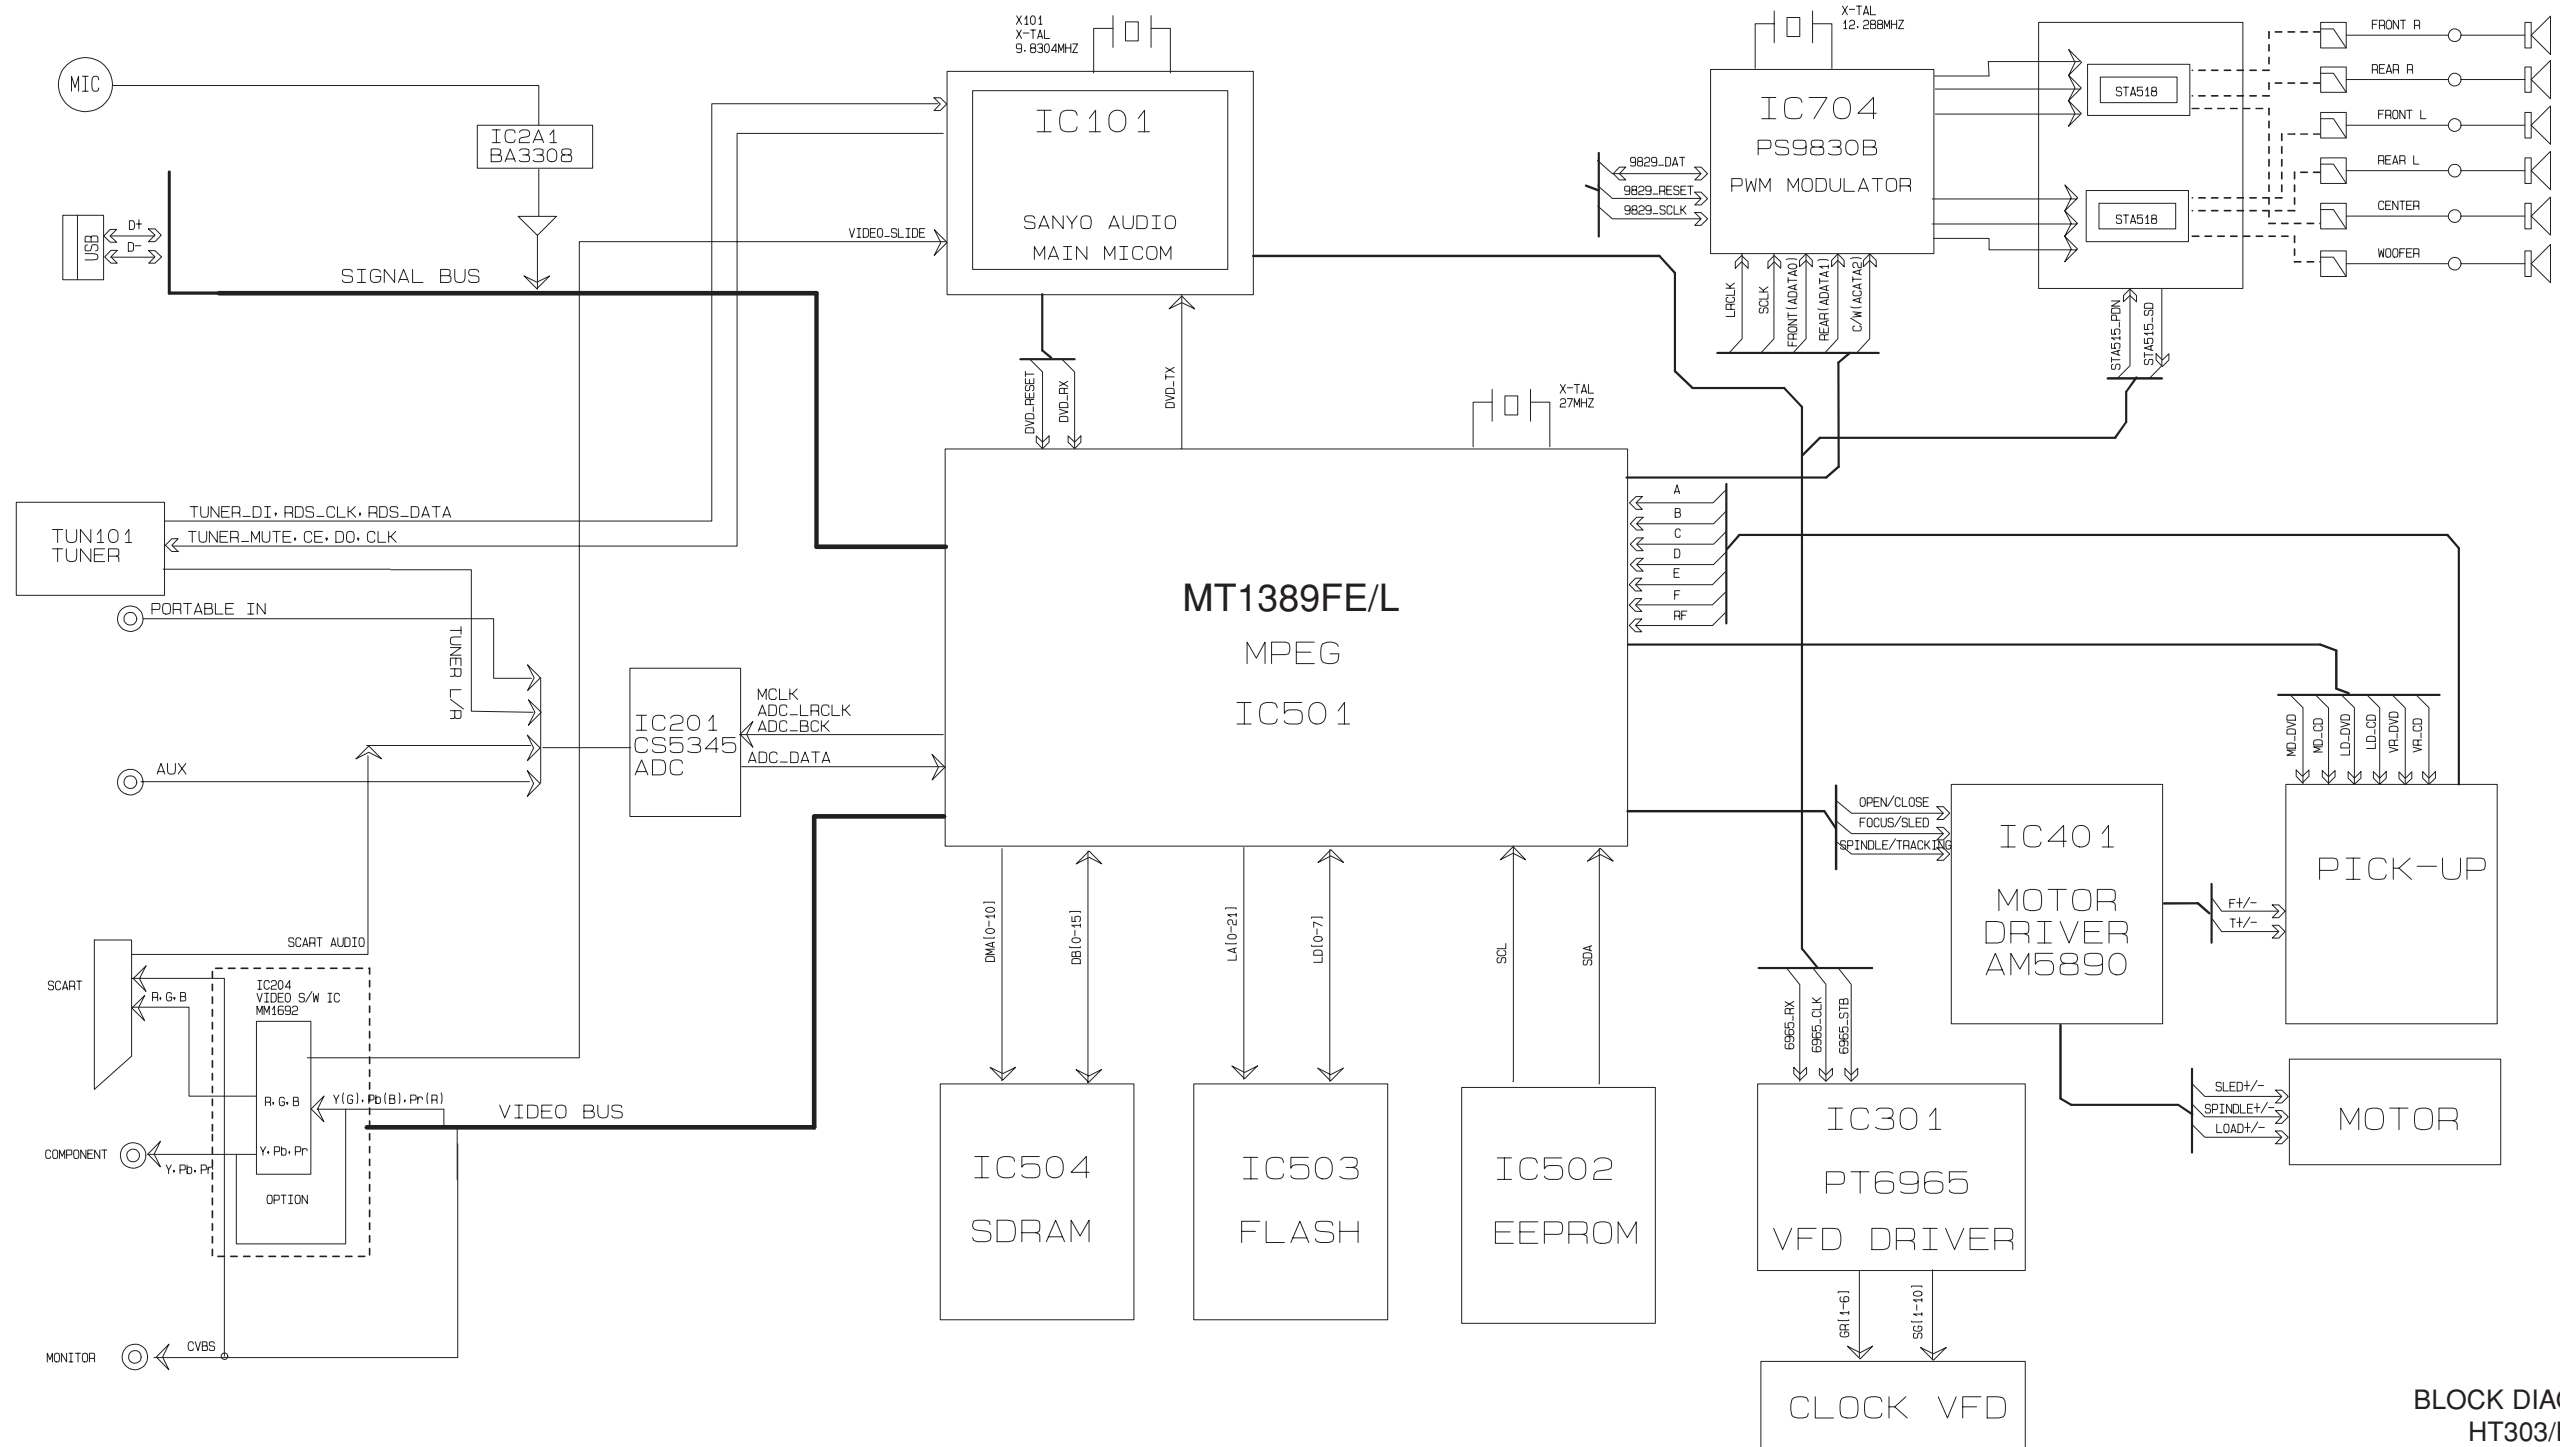 X101
X-TAL
9.8304MHZ
X-TAL
12.288MHZ
FRONT R
REAR R
FRONT L
REAR L
CENTER
WOOFER
MIC
IC2A1
BA3308
IC101
SANYO AUDIO
MAIN MICOM
IC704
PS9830B
PWM MODULATOR
STA518
STA518
9829_DAT
9829_RESET
9829_SCLK
USB
D+
D-
VIDEO_SLIDE
SIGNAL BUS
LRCLK
SCLK
FRONT(ADATA0)
REAR(ADATA1)
C/W(ACATA2)
STA515_PDN
STA515_SD
DVD_RESET
DVD_RX
DVD_TX
X-TAL
27MHZ
TUN101
TUNER
TUNER_DI, RDS_CLK, RDS_DATA
TUNER_MUTE, CE, DO, CLK
PORTABLE IN
TUNER L/R
AUX
IC201
CS5345
ADC
MCLK
ADC_LRCLK
ADC_BCK
ADC_DATA
MT1389FE/L
MPEG
IC501
A
B
C
D
E
F
RF
MD_DVD
MD_CD
LD_DVD
LD_CD
VR_DVD
VR_CD
OPEN/CLOSE
FOCUS/SLED
SPINDLE/TRACKING
IC401
MOTOR
DRIVER
AM5890
PICK-UP
F+/-
T+/-
SCART AUDIO
SCART
R,G,B
IC204
VIDEO S/W IC
MM1692
R,G,B
Y(G),Pb(B),Pr(R)
VIDEO BUS
Y,Pb,Pr
COMPONENT
Y,Pb,Pr
OPTION
CVBS
MONITOR
DMA[0-10]
DB[0-15]
LA[0-21]
LD[0-7]
SCL
SDA
6965_RX
6965_CLK
6965_STB
SLED+/-
SPINDLE+/-
LOAD+/-
MOTOR
IC504
SDRAM
IC503
FLASH
IC502
EEPROM
IC301
PT6965
VFD DRIVER
GR[1-6]
SG[1-10]
CLOCK VFD
BLOCK
HT303/